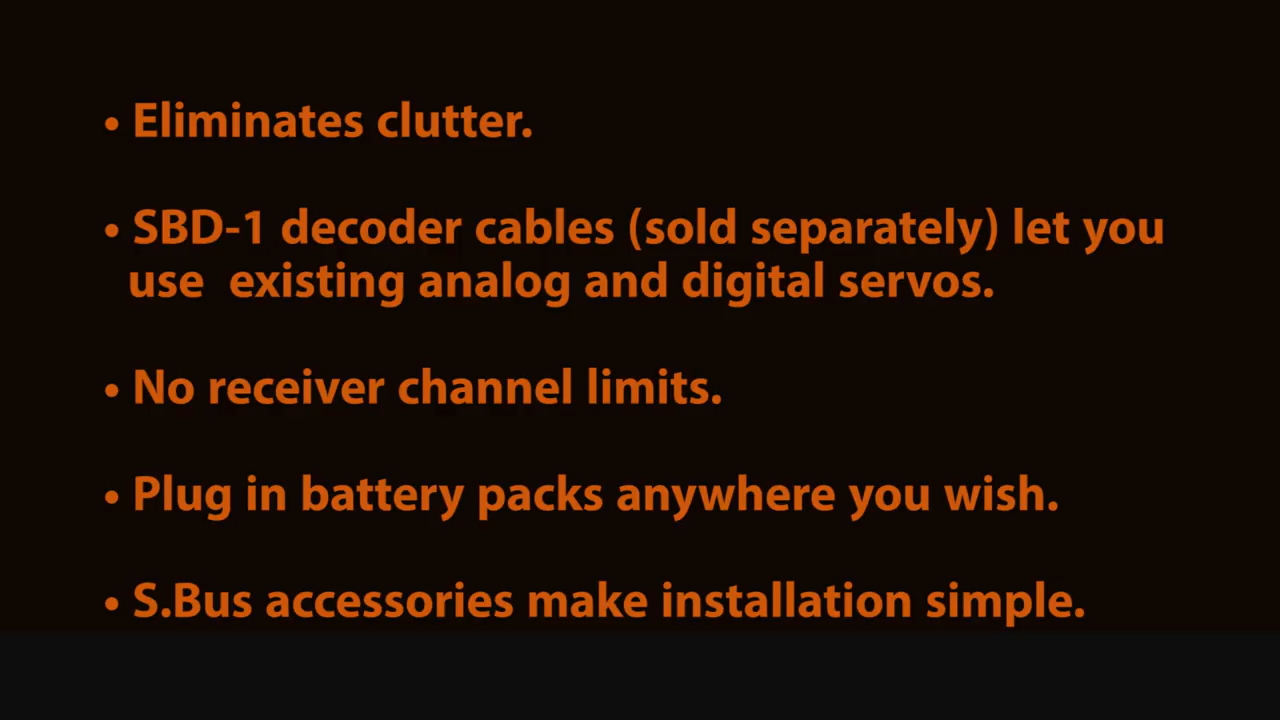 • Eliminates clutter.
• SBD-1 decoder cables (sold separately) let you
use  existing analog and digital servos.
• No receiver channel limits.
• Plug in battery packs anywhere you wish.
• S.Bus accessories make installation simple.